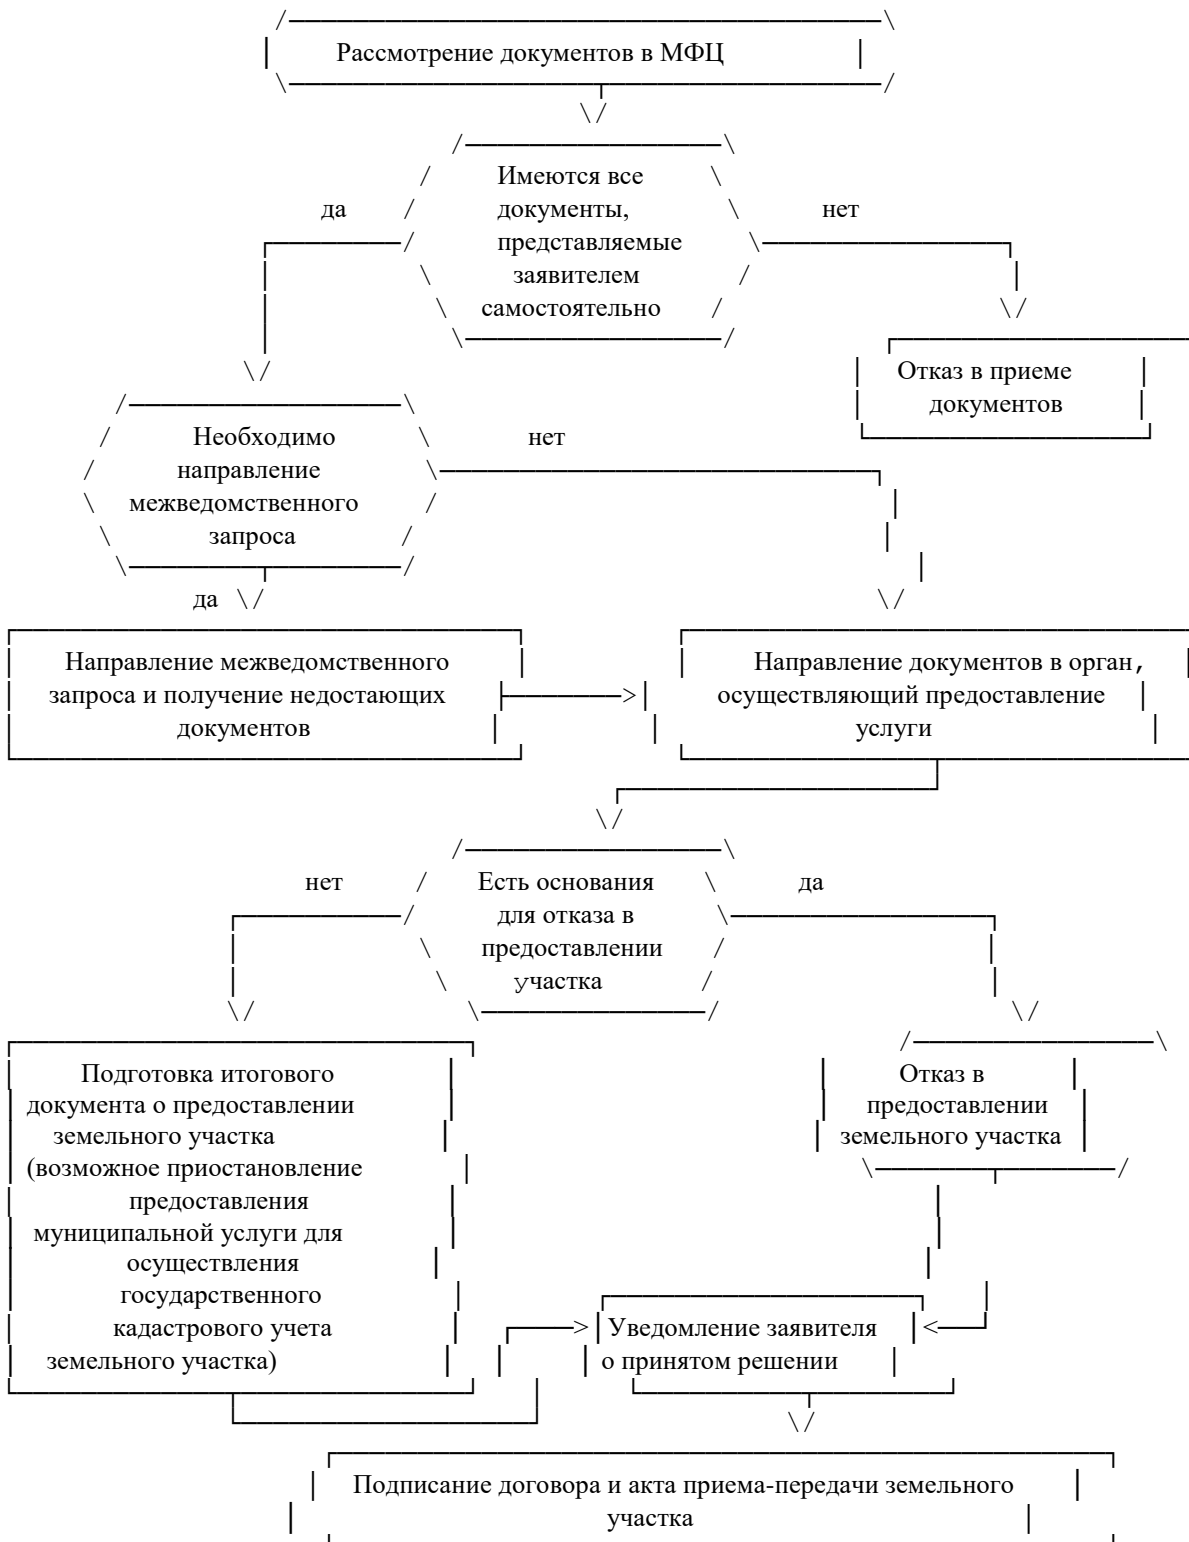 Рассмотрение документов в МФЦ
Имеются все
документы,
представляемые
заявителем
самостоятельно
да
нет
Отказ в приеме
документов
Необходимо
направление
межведомственного
запроса
нет
да
Направление межведомственного
запроса и получение недостающих
документов
Направление документов в орган,
осуществляющий предоставление
услуги
Есть основания
для отказа в
предоставлении
участка
нет
да
Подготовка итогового
документа о предоставлении
земельного участка
(возможное приостановление
предоставления
муниципальной услуги для
осуществления
государственного
кадастрового учета
земельного участка)
Отказ в
предоставлении
земельного участка
Уведомление заявителя
о принятом решении
Подписание договора и акта приема-передачи земельного
участка